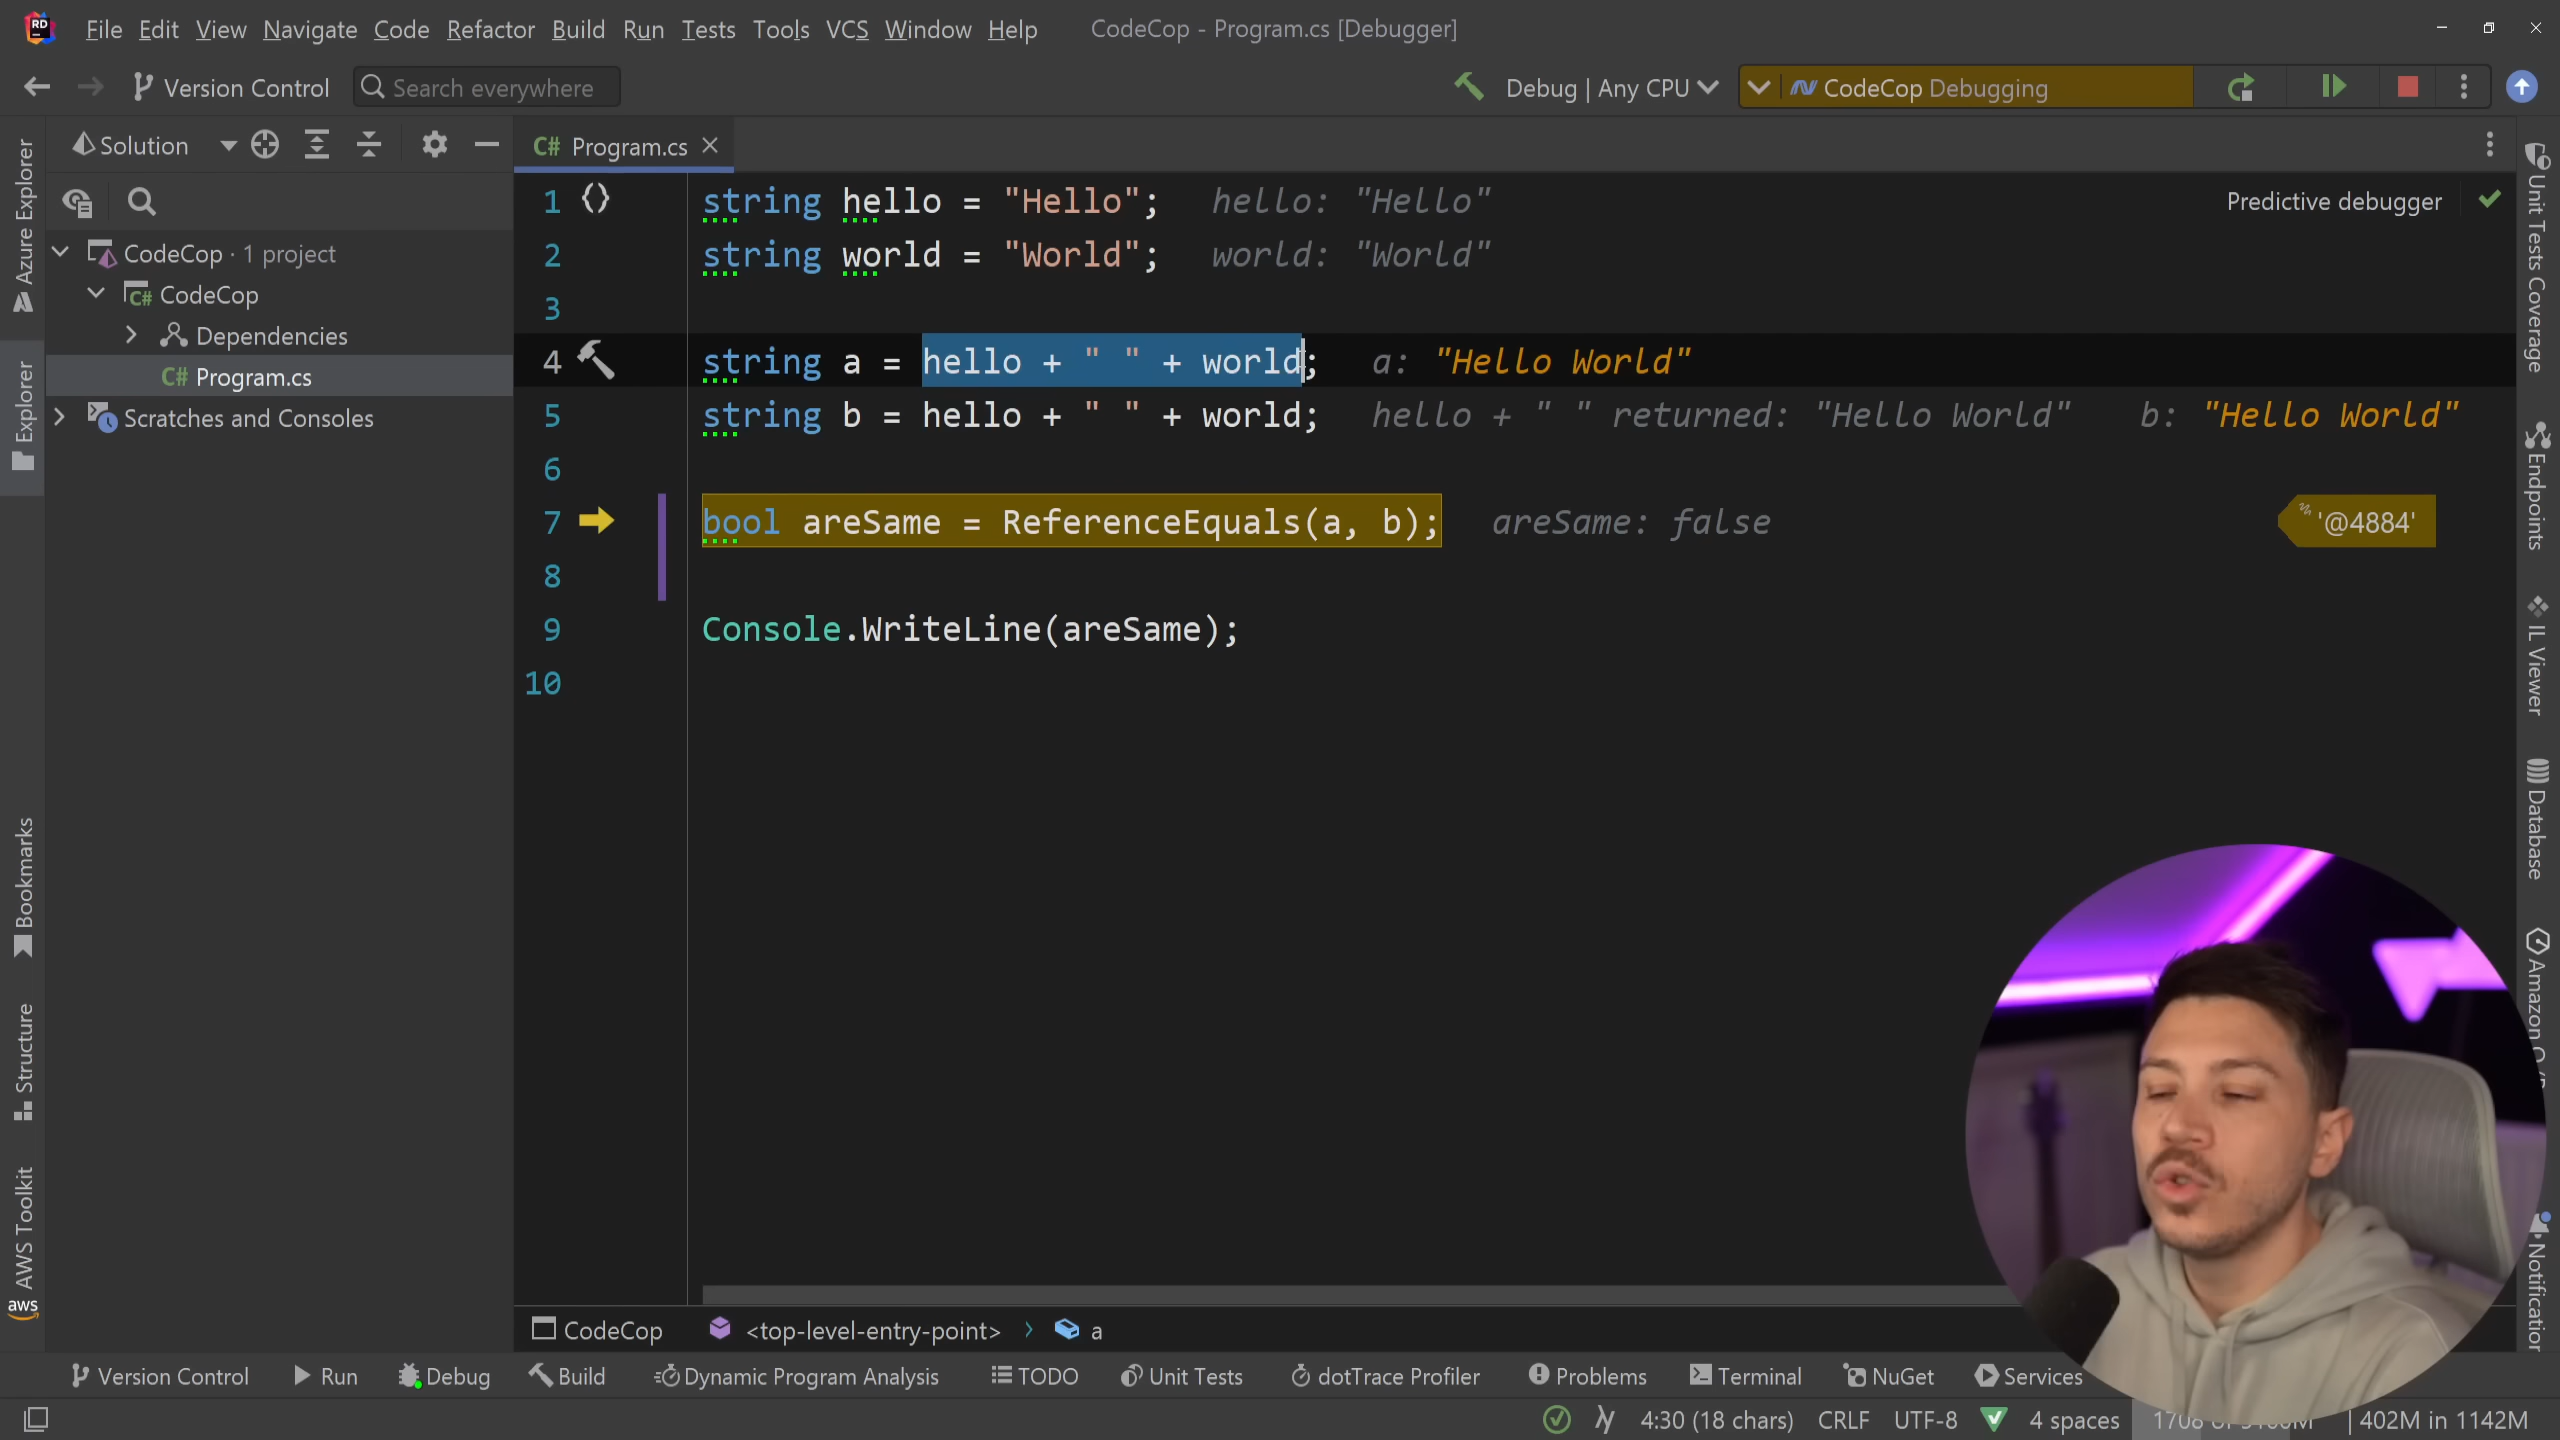 RD
File Edit View Navigate Code Refactor Build Run Tests Tools VCS Window Help
CodeCop - Program.cs [Debugger]
Version Control
Search everywhere
Debug | Any CPU
CodeCop Debugging
Solution
C# Program.cs
CodeCop · 1 project
C# CodeCop
Dependencies
C# Program.cs
Scratches and Consoles
Azure Explorer
Explorer
Bookmarks
Structure
AWS Toolkit
aws
Predictive debugger
1 string hello = "Hello"; hello: "Hello"
2 string world = "World"; world: "World"
3
4 string a = hello + " " + world; a: "Hello World"
5 string b = hello + " " + world; hello + " " returned: "Hello World" b: "Hello World"
6
7 bool areSame = ReferenceEquals(a, b); areSame: false '@4884'
8
9 Console.WriteLine(areSame);
10
Unit Tests Coverage
Endpoints
IL Viewer
Database
Amazon Q
Notification
CodeCop <top-level-entry-point> a
Version Control Run Debug Build Dynamic Program Analysis TODO Unit Tests dotTrace Profiler Problems Terminal NuGet Services
4:30 (18 chars) CRLF UTF-8 4 spaces 402M in 1142M